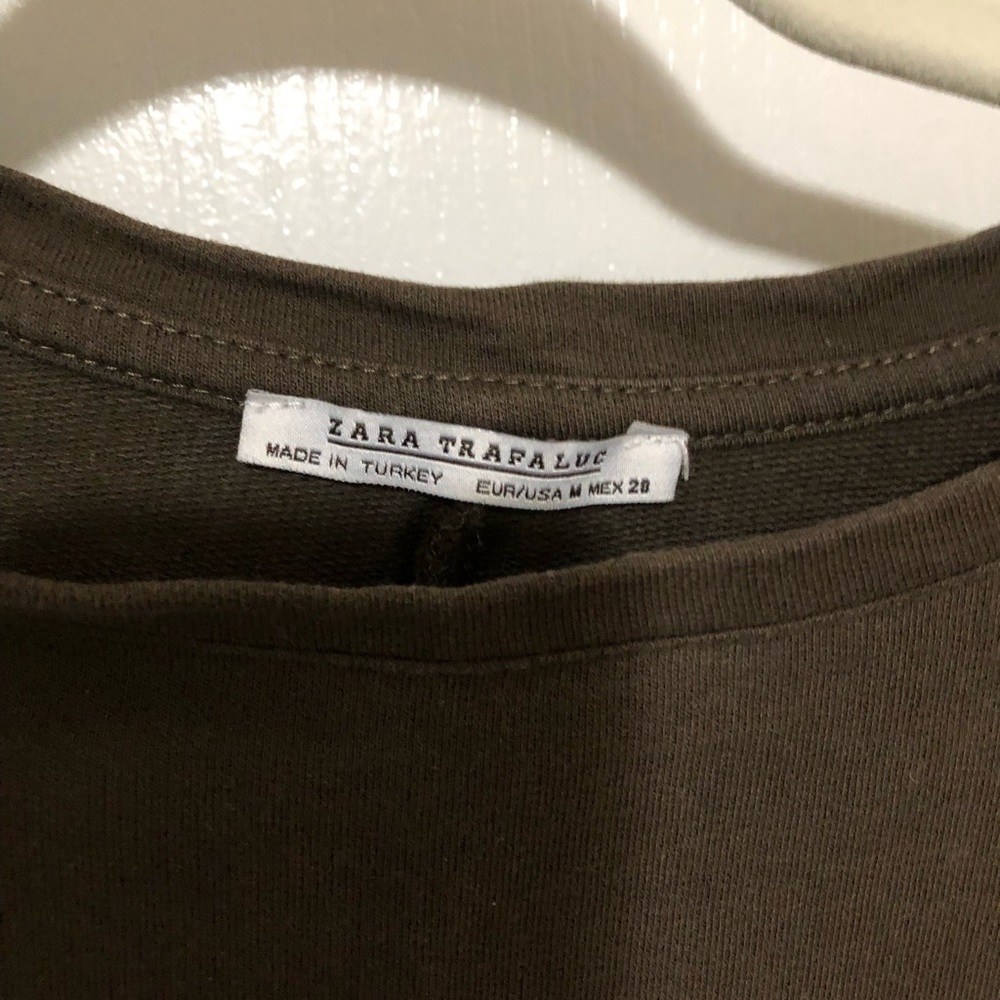 ZARA TRAFALUC
MADE IN TURKEY EUR/USA M MEX 28